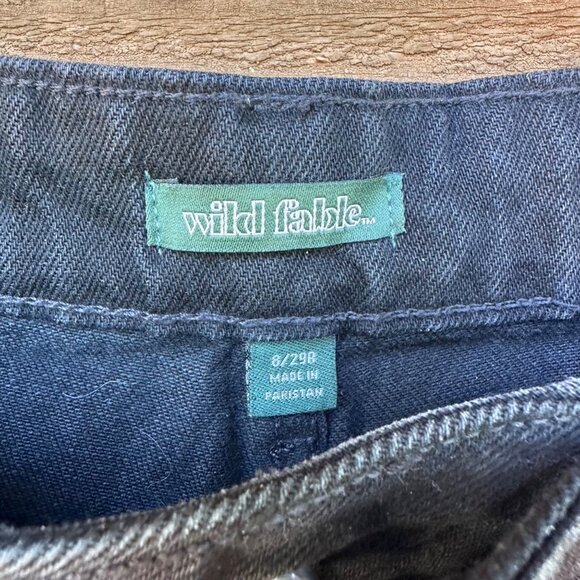 wild fable™
8/29R
MADE IN
PAKISTAN